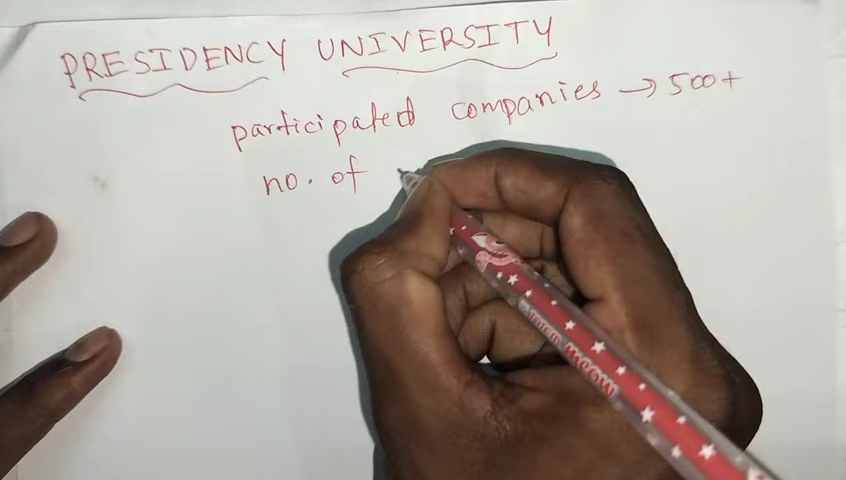 PRESIDENCY UNIVERSITY
participated companies → 500+
no. of